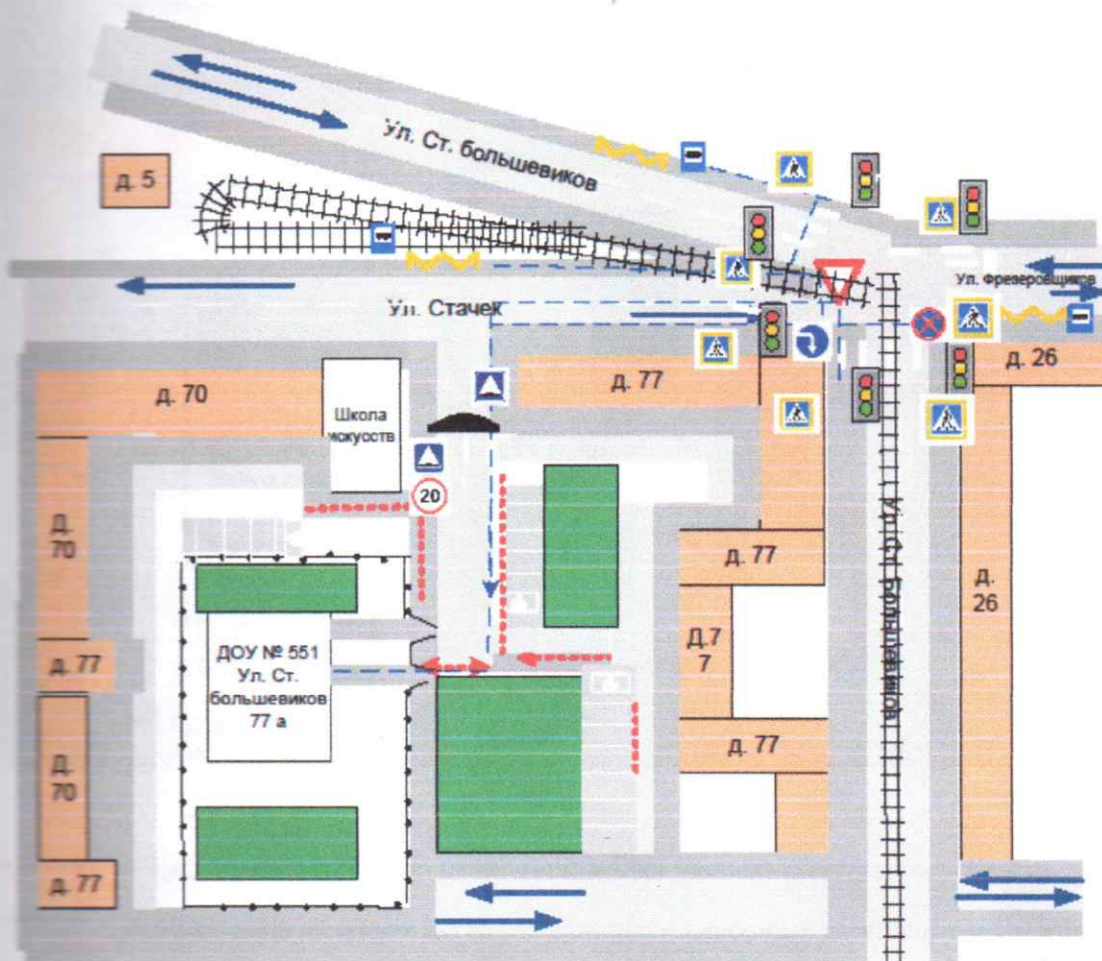 Ул. Ст. большевиков
д. 5
Ул. Фрезеровщиков
Ул. Стачек
д. 26
д. 77
д. 70
Школа
искусств
20
Д.
70
д. 77
Д.7
7
д.
26
д. 77
ДОУ № 551
Ул. Ст.
большевиков
77 а
д. 77
Д.
70
д. 77
Ул. Ст. Большевиков